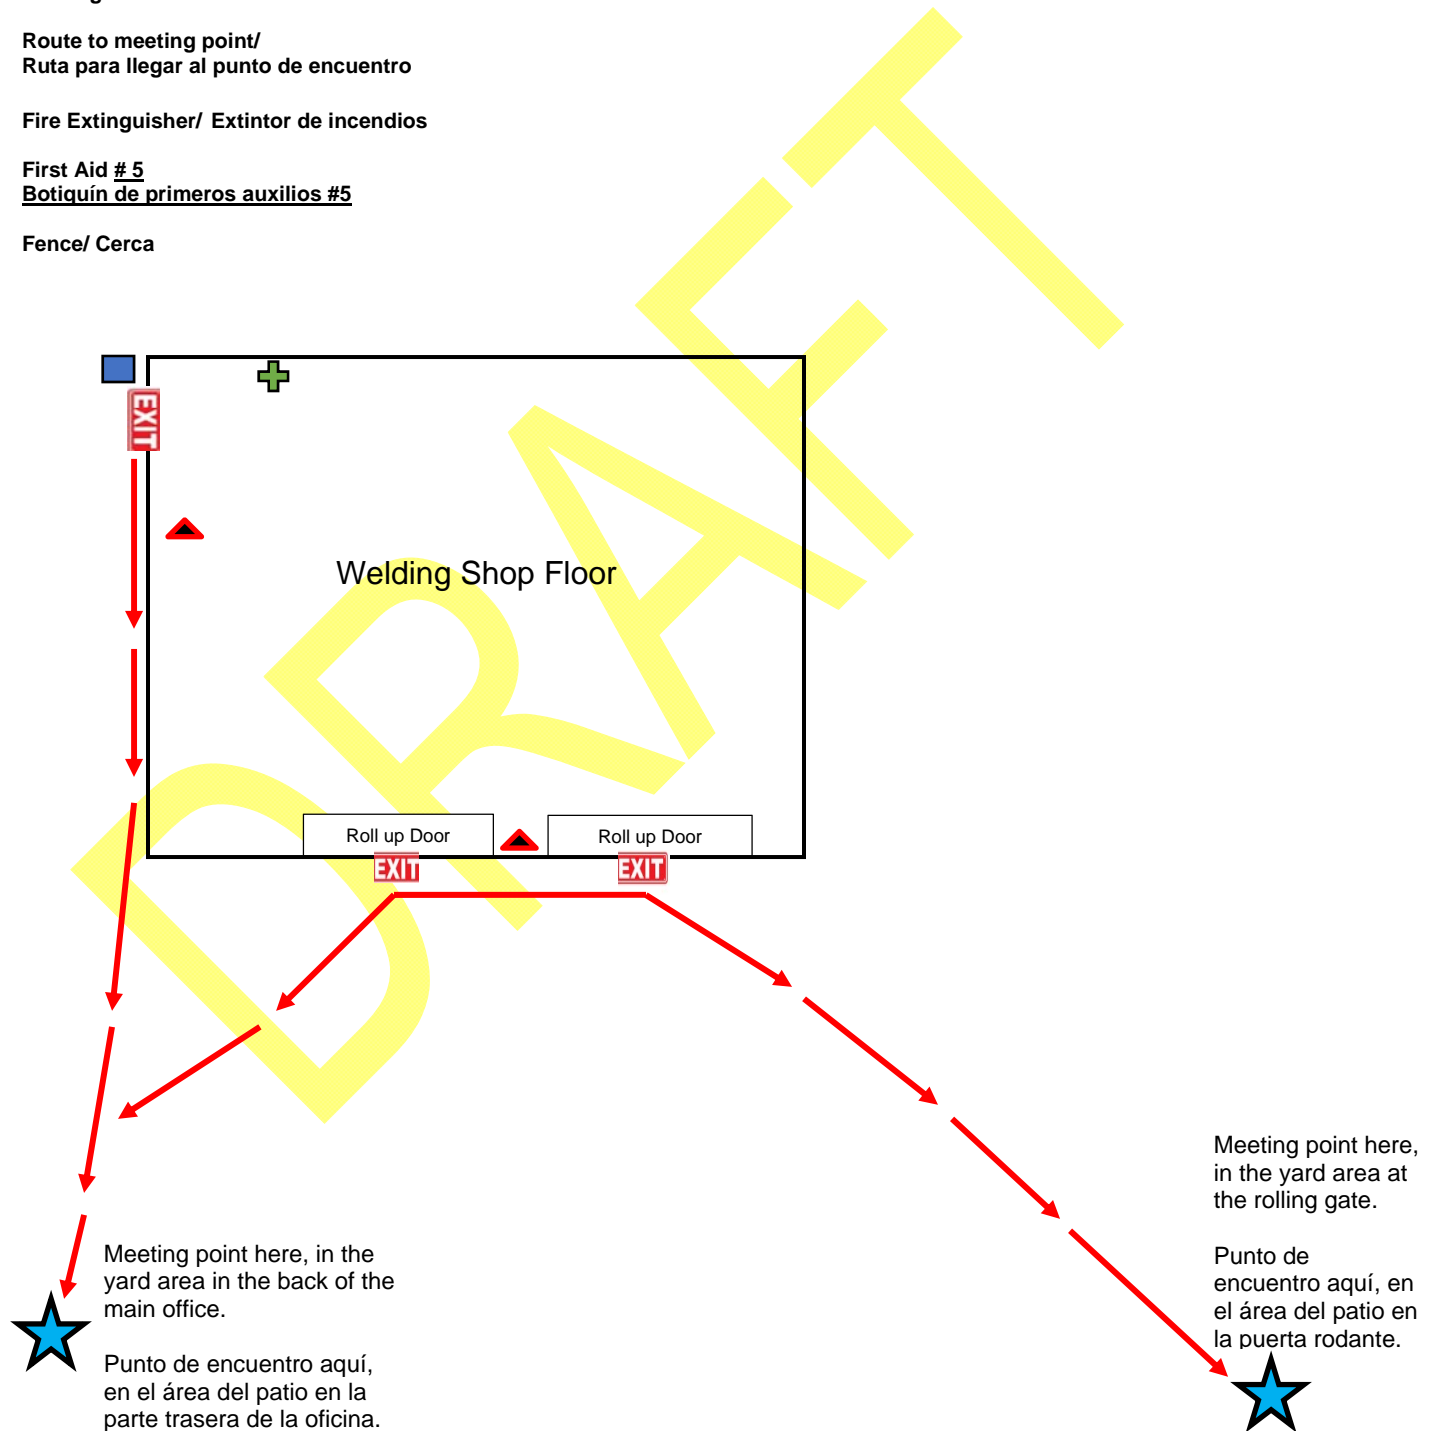 Route to meeting point/
Ruta para llegar al punto de encuentro
Fire Extinguisher/ Extintor de incendios
First Aid # 5
Botiquín de primeros auxilios #5
Fence/ Cerca
EXIT
Welding Shop Floor
Roll up Door
Roll up Door
EXIT
EXIT
Meeting point here,
in the yard area at
the rolling gate.
Punto de
encuentro aquí, en
el área del patio en
la puerta rodante.
Meeting point here, in the
yard area in the back of the
main office.
Punto de encuentro aquí,
en el área del patio en la
parte trasera de la oficina.
DRAFT